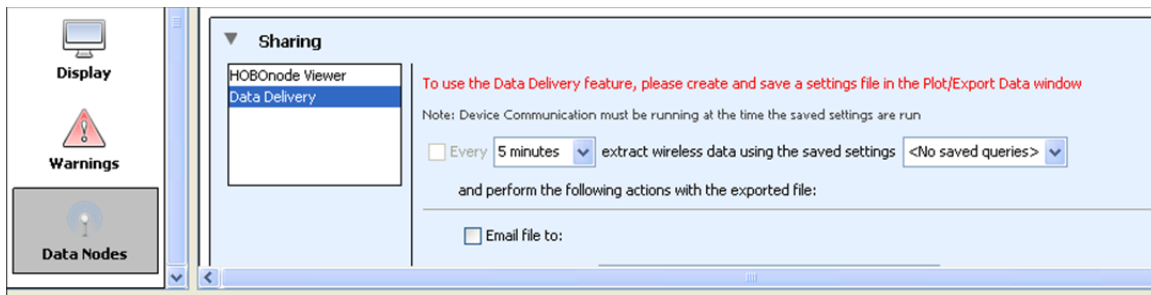 Display
Warnings
Data Nodes
Sharing
HOBOnode Viewer
Data Delivery
To use the Data Delivery feature, please create and save a settings file in the Plot/Export Data window
Note: Device Communication must be running at the time the saved settings are run
Every 5 minutes extract wireless data using the saved settings <No saved queries>
and perform the following actions with the exported file:
Email file to: